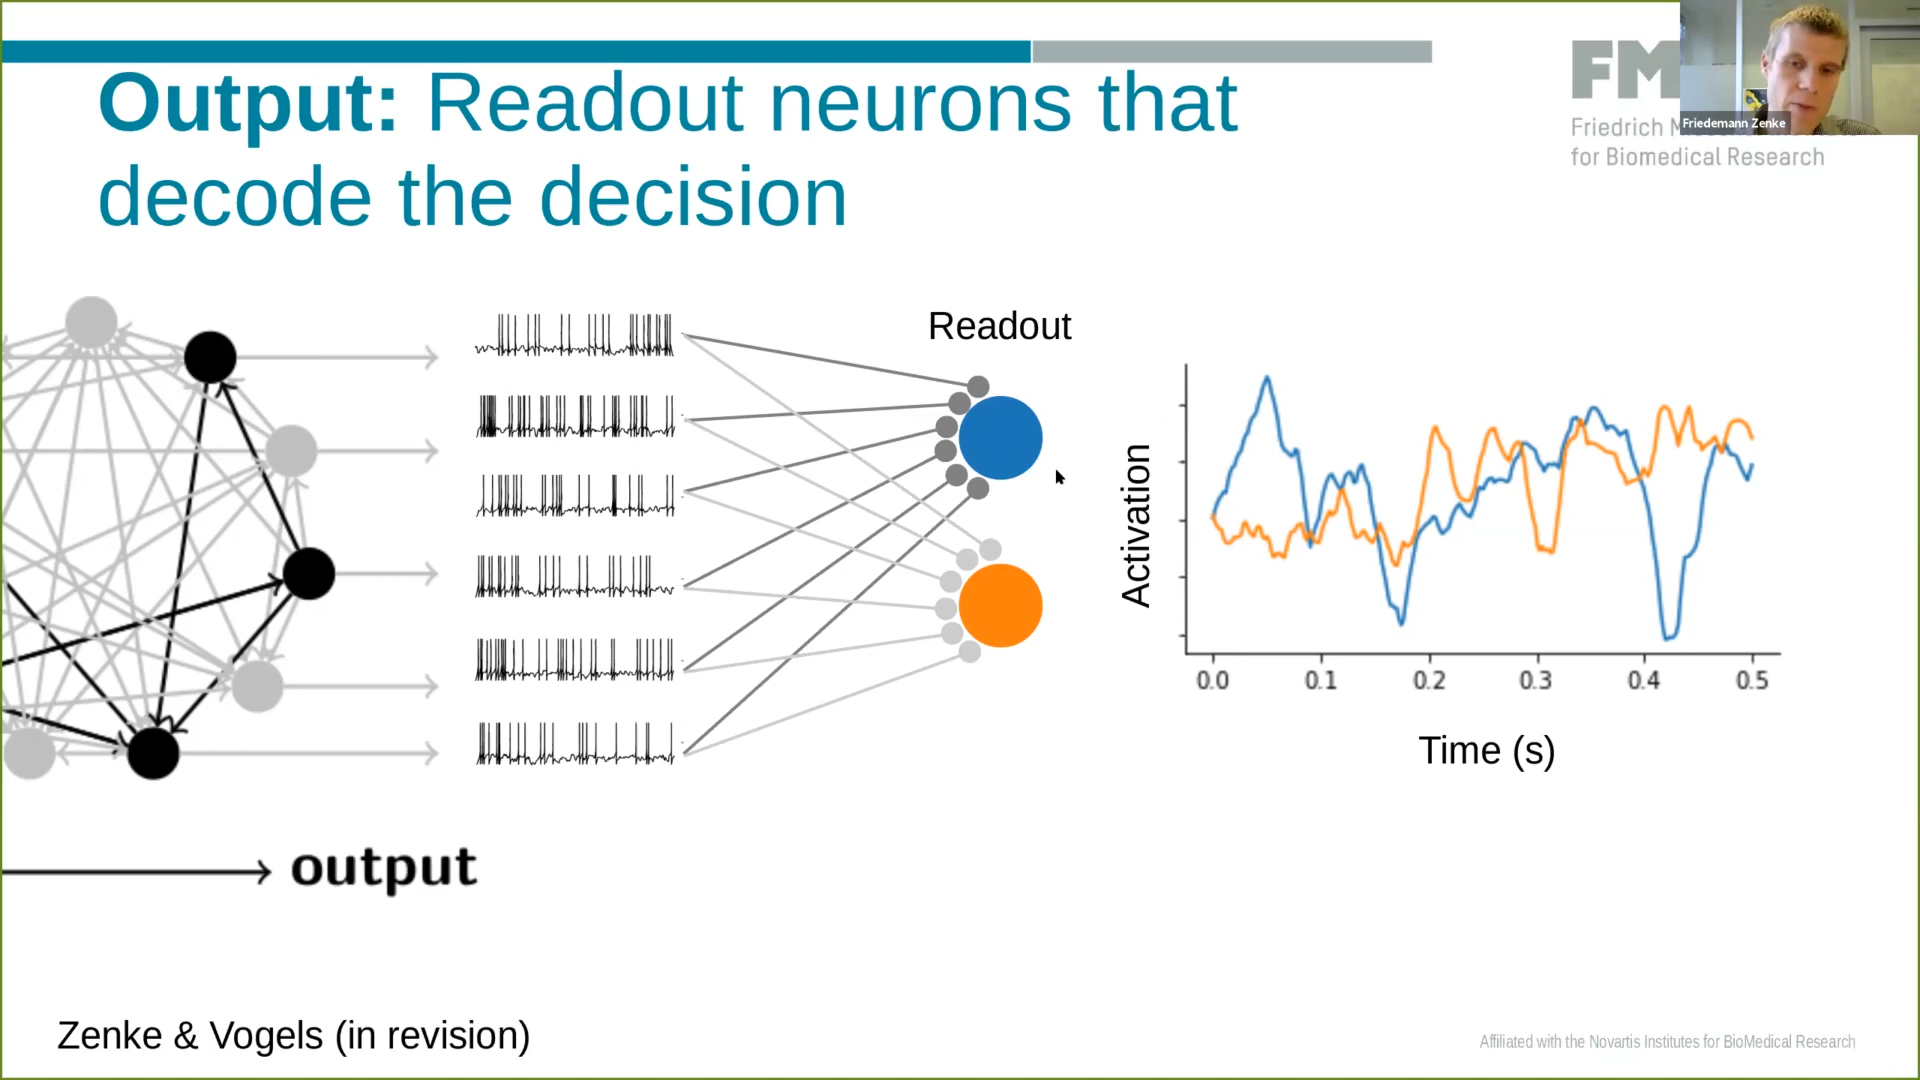 Output: Readout neurons that
decode the decision
FM
Friedrich
for Biomedical Research
Friedemann Zenke
Readout
Activation
0.0 0.1 0.2 0.3 0.4 0.5
Time (s)
output
Zenke & Vogels (in revision)
Affiliated with the Novartis Institutes for BioMedical Research